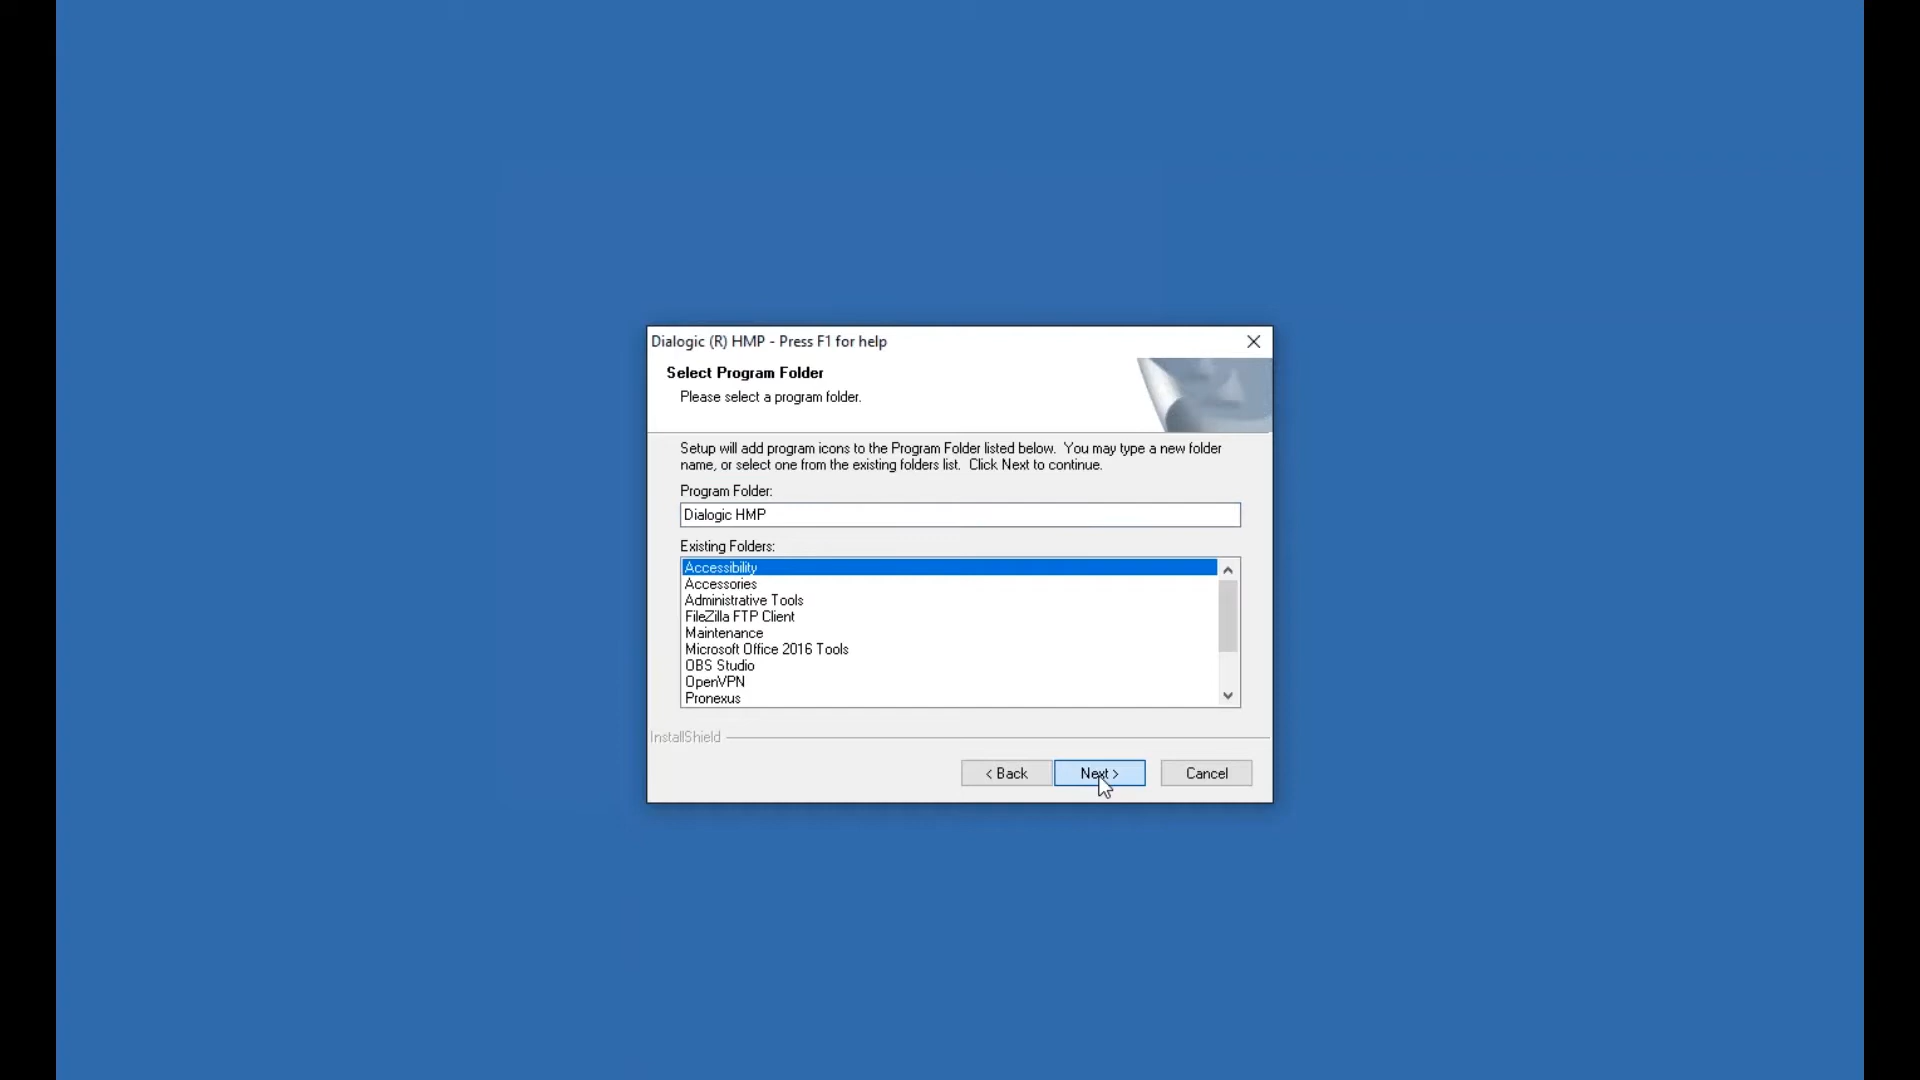 Dialogic (R) HMP - Press F1 for help
Select Program Folder
Please select a program folder.
Setup will add program icons to the Program Folder listed below.  You may type a new folder
name, or select one from the existing folders list.  Click Next to continue.
Program Folder:
Dialogic HMP
Existing Folders:
Accessibility
Accessories
Administrative Tools
FileZilla FTP Client
Maintenance
Microsoft Office 2016 Tools
OBS Studio
OpenVPN
Pronexus
InstallShield
< Back
Next >
Cancel